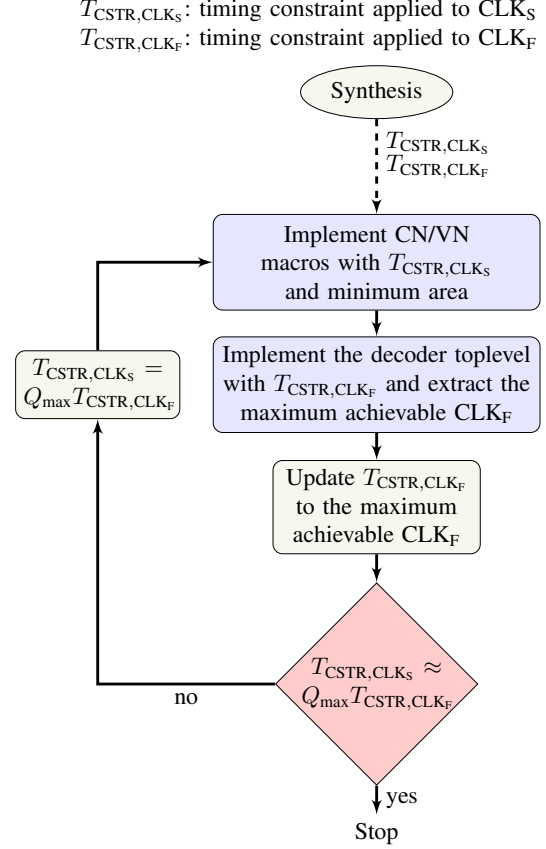 T_CSTR,CLK_S: timing constraint applied to CLK_S
T_CSTR,CLK_F: timing constraint applied to CLK_F
Synthesis
T_CSTR,CLK_S
T_CSTR,CLK_F
Implement CN/VN
macros with T_CSTR,CLK_S
and minimum area
Implement the decoder toplevel
with T_CSTR,CLK_F and extract the
maximum achievable CLK_F
T_CSTR,CLK_S =
Q_max T_CSTR,CLK_F
Update T_CSTR,CLK_F
to the maximum
achievable CLK_F
T_CSTR,CLK_S ≈
Q_max T_CSTR,CLK_F
no
yes
Stop